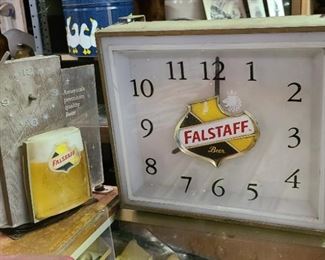 America's
premium
quality
Beer
FALSTAFF
11 12 1
10 2
9 3
8 4
7 6 5
FALSTAFF
Beer